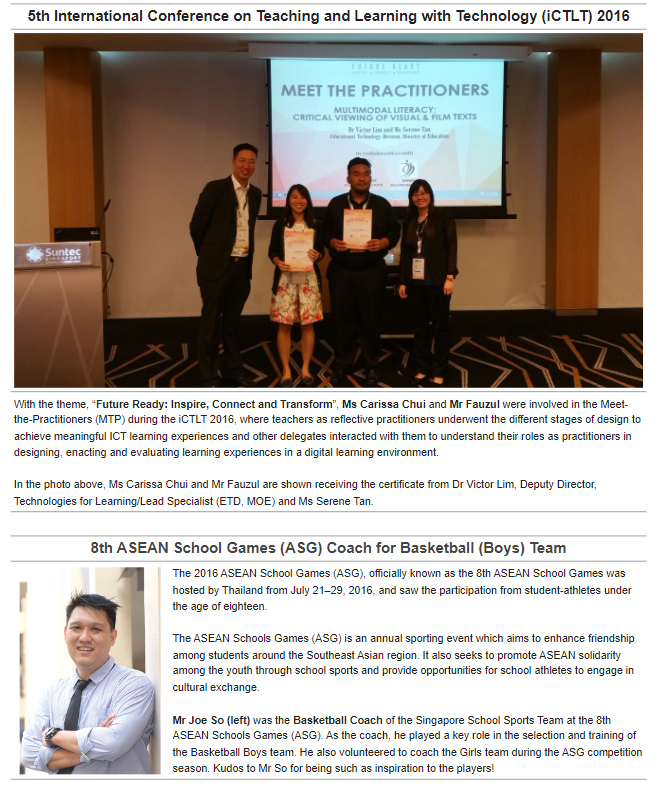 5th International Conference on Teaching and Learning with Technology (iCTLT) 2016
FUTURE READY
MEET THE PRACTITIONERS
MULTIMODAL LITERACY:
CRITICAL VIEWING OF VISUAL & FILM TEXTS
Dr Victor Lim and Ms Serene Tan
Educational Technology Division, Ministry of Education
Suntec
SINGAPORE
With the theme, “Future Ready: Inspire, Connect and Transform”, Ms Carissa Chui and Mr Fauzul were involved in the Meet-
the-Practitioners (MTP) during the iCTLT 2016, where teachers as reflective practitioners underwent the different stages of design to
achieve meaningful ICT learning experiences and other delegates interacted with them to understand their roles as practitioners in
designing, enacting and evaluating learning experiences in a digital learning environment.
In the photo above, Ms Carissa Chui and Mr Fauzul are shown receiving the certificate from Dr Victor Lim, Deputy Director,
Technologies for Learning/Lead Specialist (ETD, MOE) and Ms Serene Tan.
8th ASEAN School Games (ASG) Coach for Basketball (Boys) Team
The 2016 ASEAN School Games (ASG), officially known as the 8th ASEAN School Games was
hosted by Thailand from July 21–29, 2016, and saw the participation from student-athletes under
the age of eighteen.
The ASEAN Schools Games (ASG) is an annual sporting event which aims to enhance friendship
among students around the Southeast Asian region. It also seeks to promote ASEAN solidarity
among the youth through school sports and provide opportunities for school athletes to engage in
cultural exchange.
Mr Joe So (left) was the Basketball Coach of the Singapore School Sports Team at the 8th
ASEAN Schools Games (ASG). As the coach, he played a key role in the selection and training of
the Basketball Boys team. He also volunteered to coach the Girls team during the ASG competition
season. Kudos to Mr So for being such as inspiration to the players!